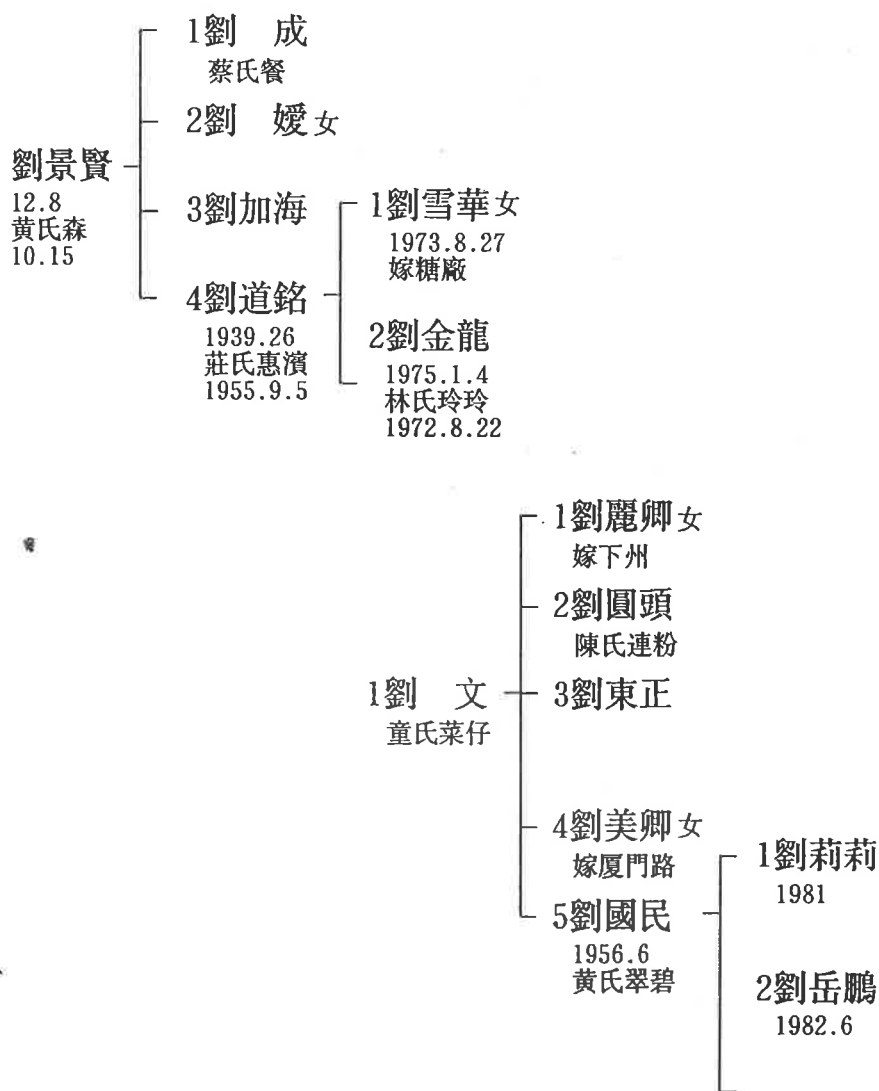 劉景賢
12.8
黄氏森
10.15
1劉　成
蔡氏餐
2劉　嬡女
3劉加海
4劉道銘
1939.26
莊氏惠濱
1955.9.5
1劉雪華女
1973.8.27
嫁糖廠
2劉金龍
1975.1.4
林氏玲玲
1972.8.22
1劉　文
童氏菜仔
1劉麗卿女
嫁下州
2劉圓頭
陳氏連粉
3劉東正
4劉美卿女
嫁厦門路
5劉國民
1956.6
黄氏翠碧
1劉莉莉
1981
2劉岳鵬
1982.6